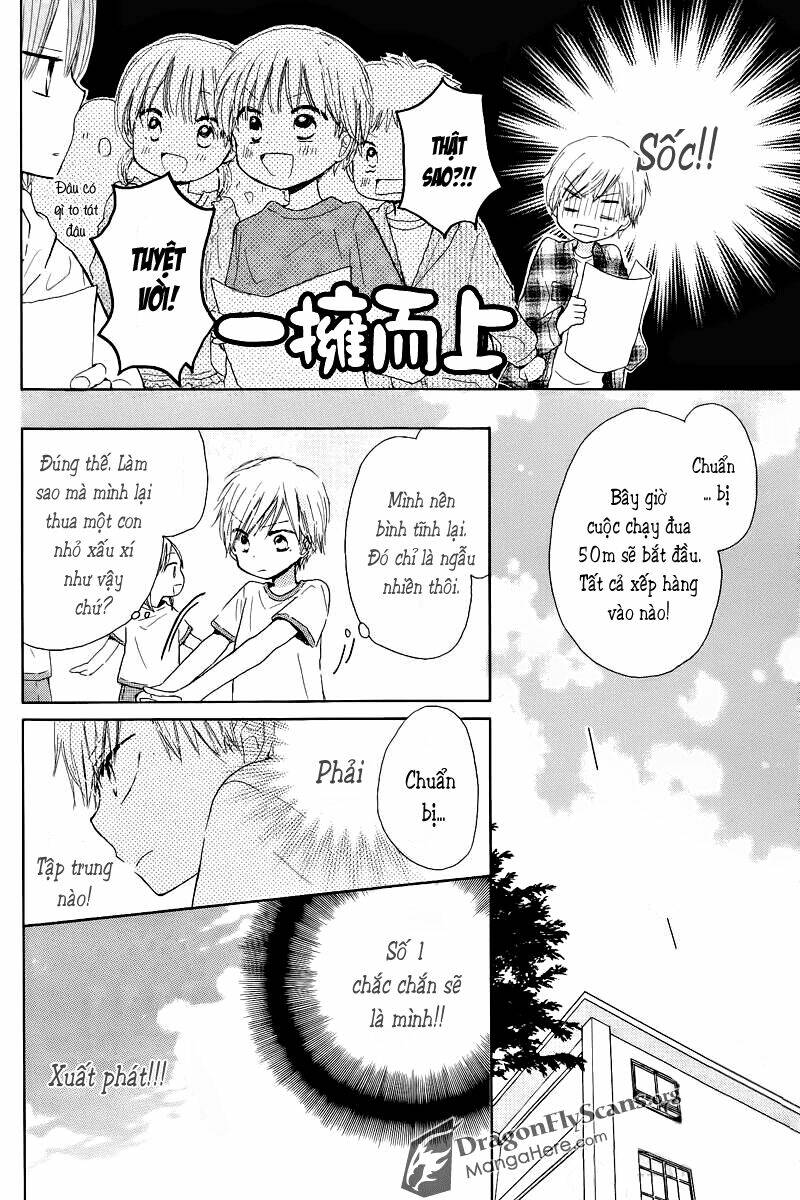 Sốc!!
THẬT
SAO?!!
Đâu có
gì to tát
đâu
TUYỆT
VỜI!
一擁而上
Chuẩn
... bị
Bây giờ
cuộc chạy đua
50m sẽ bắt đầu.
Tất cả xếp hàng
vào nào!
Mình nên
bình tĩnh lại.
Đó chỉ là ngẫu
nhiên thôi.
Đúng thế. Làm
sao mà mình lại
thua một con
nhỏ xấu xí
như vậy
chứ?
Chuẩn
bị...
Phải
Tập trung
nào!
Số 1
chắc chắn sẽ
là mình!!
Xuất phát!!!
DragonFlyScans.org
MangaHere.com